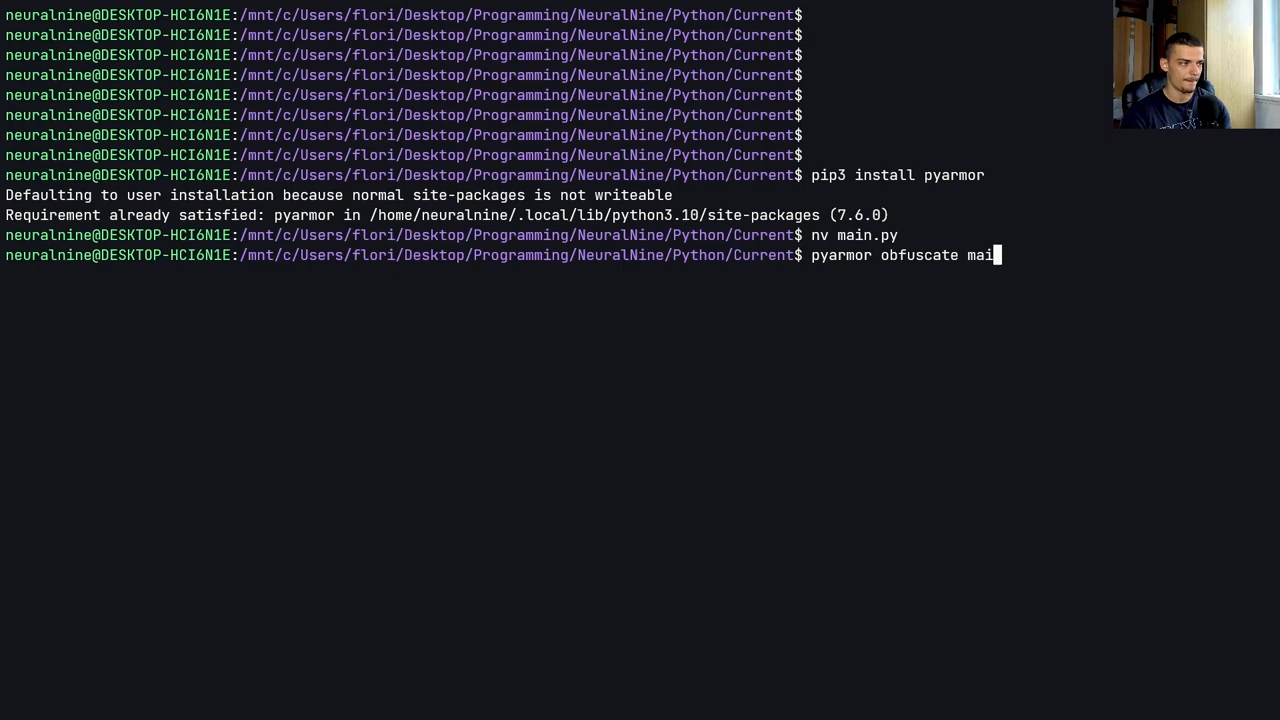 neuralnine@DESKTOP-HCI6N1E:/mnt/c/Users/flori/Desktop/Programming/NeuralNine/Python/Current$
neuralnine@DESKTOP-HCI6N1E:/mnt/c/Users/flori/Desktop/Programming/NeuralNine/Python/Current$
neuralnine@DESKTOP-HCI6N1E:/mnt/c/Users/flori/Desktop/Programming/NeuralNine/Python/Current$
neuralnine@DESKTOP-HCI6N1E:/mnt/c/Users/flori/Desktop/Programming/NeuralNine/Python/Current$
neuralnine@DESKTOP-HCI6N1E:/mnt/c/Users/flori/Desktop/Programming/NeuralNine/Python/Current$
neuralnine@DESKTOP-HCI6N1E:/mnt/c/Users/flori/Desktop/Programming/NeuralNine/Python/Current$
neuralnine@DESKTOP-HCI6N1E:/mnt/c/Users/flori/Desktop/Programming/NeuralNine/Python/Current$
neuralnine@DESKTOP-HCI6N1E:/mnt/c/Users/flori/Desktop/Programming/NeuralNine/Python/Current$
neuralnine@DESKTOP-HCI6N1E:/mnt/c/Users/flori/Desktop/Programming/NeuralNine/Python/Current$ pip3 install pyarmor
Defaulting to user installation because normal site-packages is not writeable
Requirement already satisfied: pyarmor in /home/neuralnine/.local/lib/python3.10/site-packages (7.6.0)
neuralnine@DESKTOP-HCI6N1E:/mnt/c/Users/flori/Desktop/Programming/NeuralNine/Python/Current$ nv main.py
neuralnine@DESKTOP-HCI6N1E:/mnt/c/Users/flori/Desktop/Programming/NeuralNine/Python/Current$ pyarmor obfuscate mai